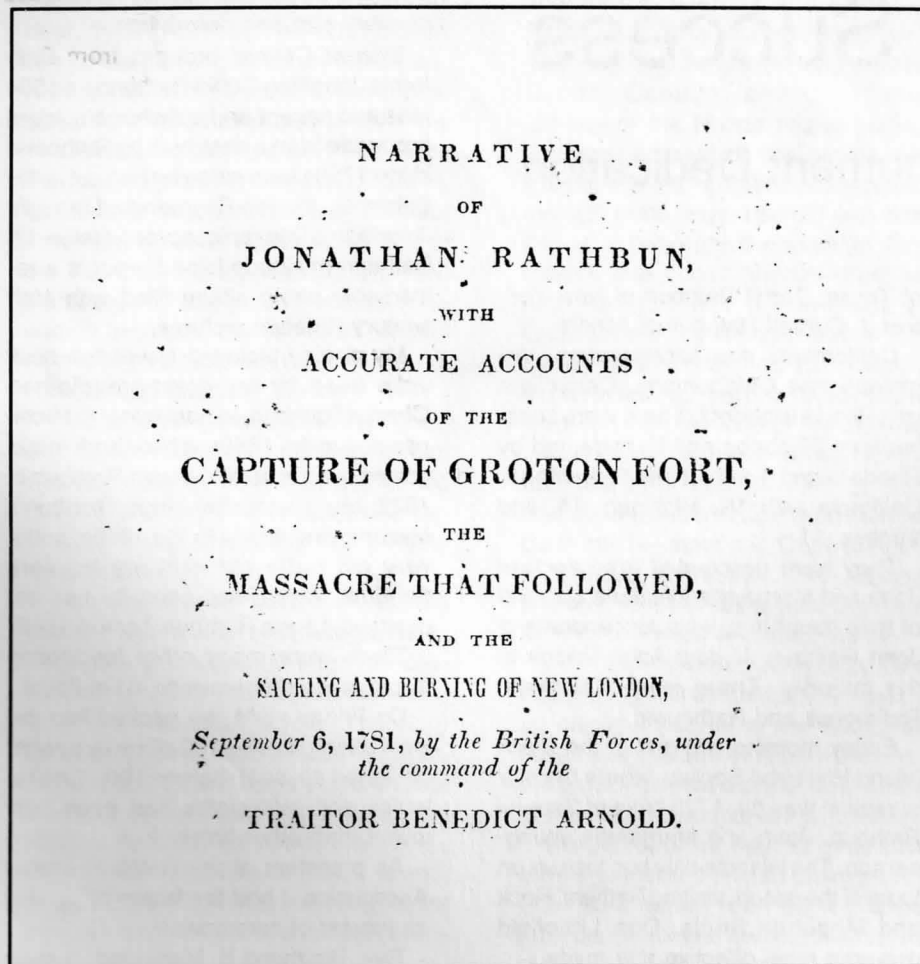 NARRATIVE
OF
JONATHAN RATHBUN,
WITH
ACCURATE ACCOUNTS
OF THE
CAPTURE OF GROTON FORT,
THE
MASSACRE THAT FOLLOWED,
AND THE
SACKING AND BURNING OF NEW LONDON,
September 6, 1781, by the British Forces, under
the command of the
TRAITOR BENEDICT ARNOLD.